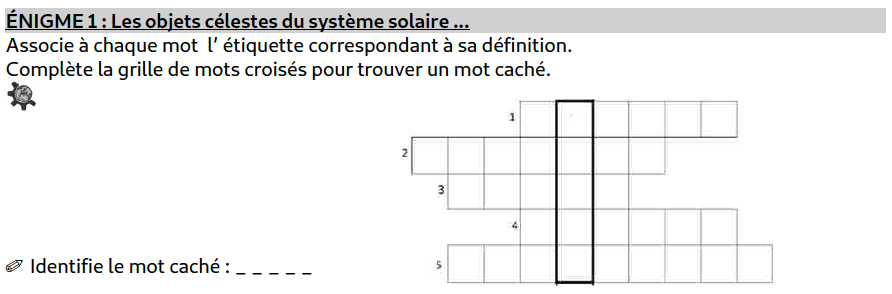 ÉNIGME 1 : Les objets célestes du système solaire ...
Associe à chaque mot l’ étiquette correspondant à sa définition.
Complète la grille de mots croisés pour trouver un mot caché.
1
2
3
4
Identifie le mot caché : _ _ _ _ _
5